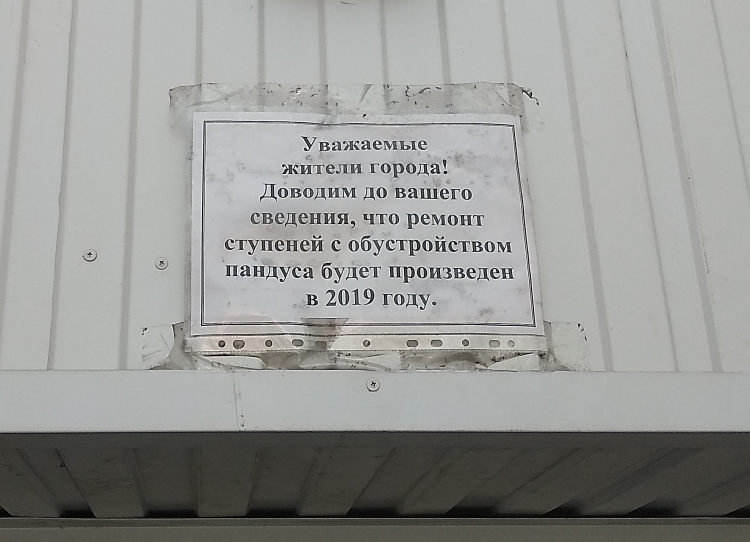 Уважаемые
жители города!
Доводим до вашего
сведения, что ремонт
ступеней с обустройством
пандуса будет произведен
в 2019 году.